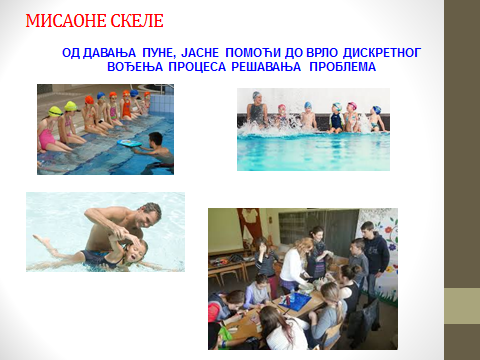 МИСАОНЕ СКЕЛЕ
ОД ДАВАЊА ПУНЕ, ЈАСНЕ ПОМОЋИ ДО ВРЛО ДИСКРЕТНОГ
ВОЂЕЊА ПРОЦЕСА РЕШАВАЊА ПРОБЛЕМА